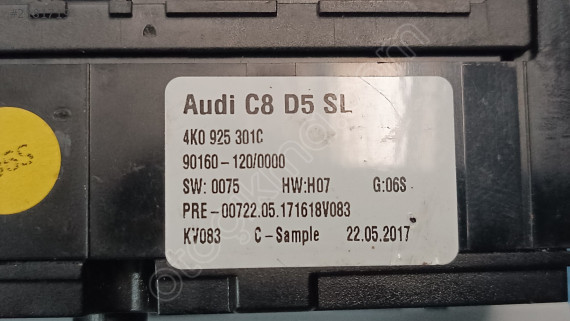 Audi C8 D5 SL
4K0 925 301C
90160-120/0000
SW: 0075 HW:H07 G:06S
PRE-00722.05.171618V083
KV083 C-Sample 22.05.2017